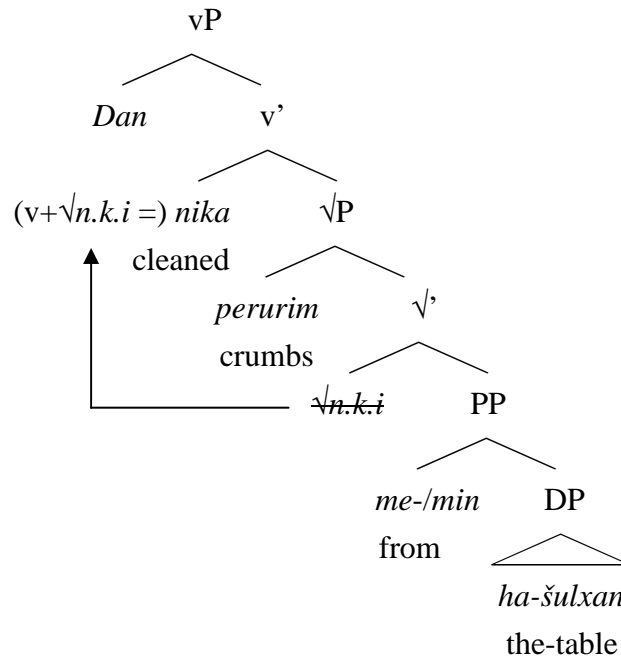 vP
Dan v’
(v+√n.k.i =) nika √P
cleaned
perurim √’
crumbs
√n.k.i PP
me-/min DP
from
ha-šulxan
the-table